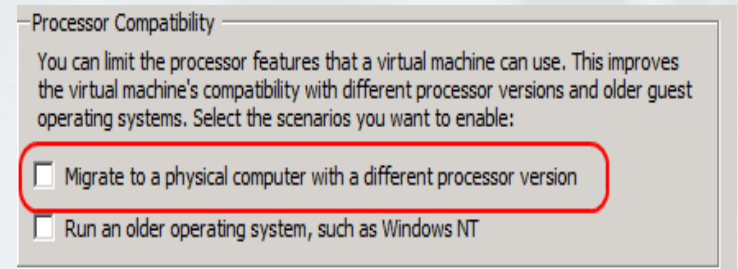 Processor Compatibility
You can limit the processor features that a virtual machine can use. This improves
the virtual machine's compatibility with different processor versions and older guest
operating systems. Select the scenarios you want to enable:
Migrate to a physical computer with a different processor version
Run an older operating system, such as Windows NT